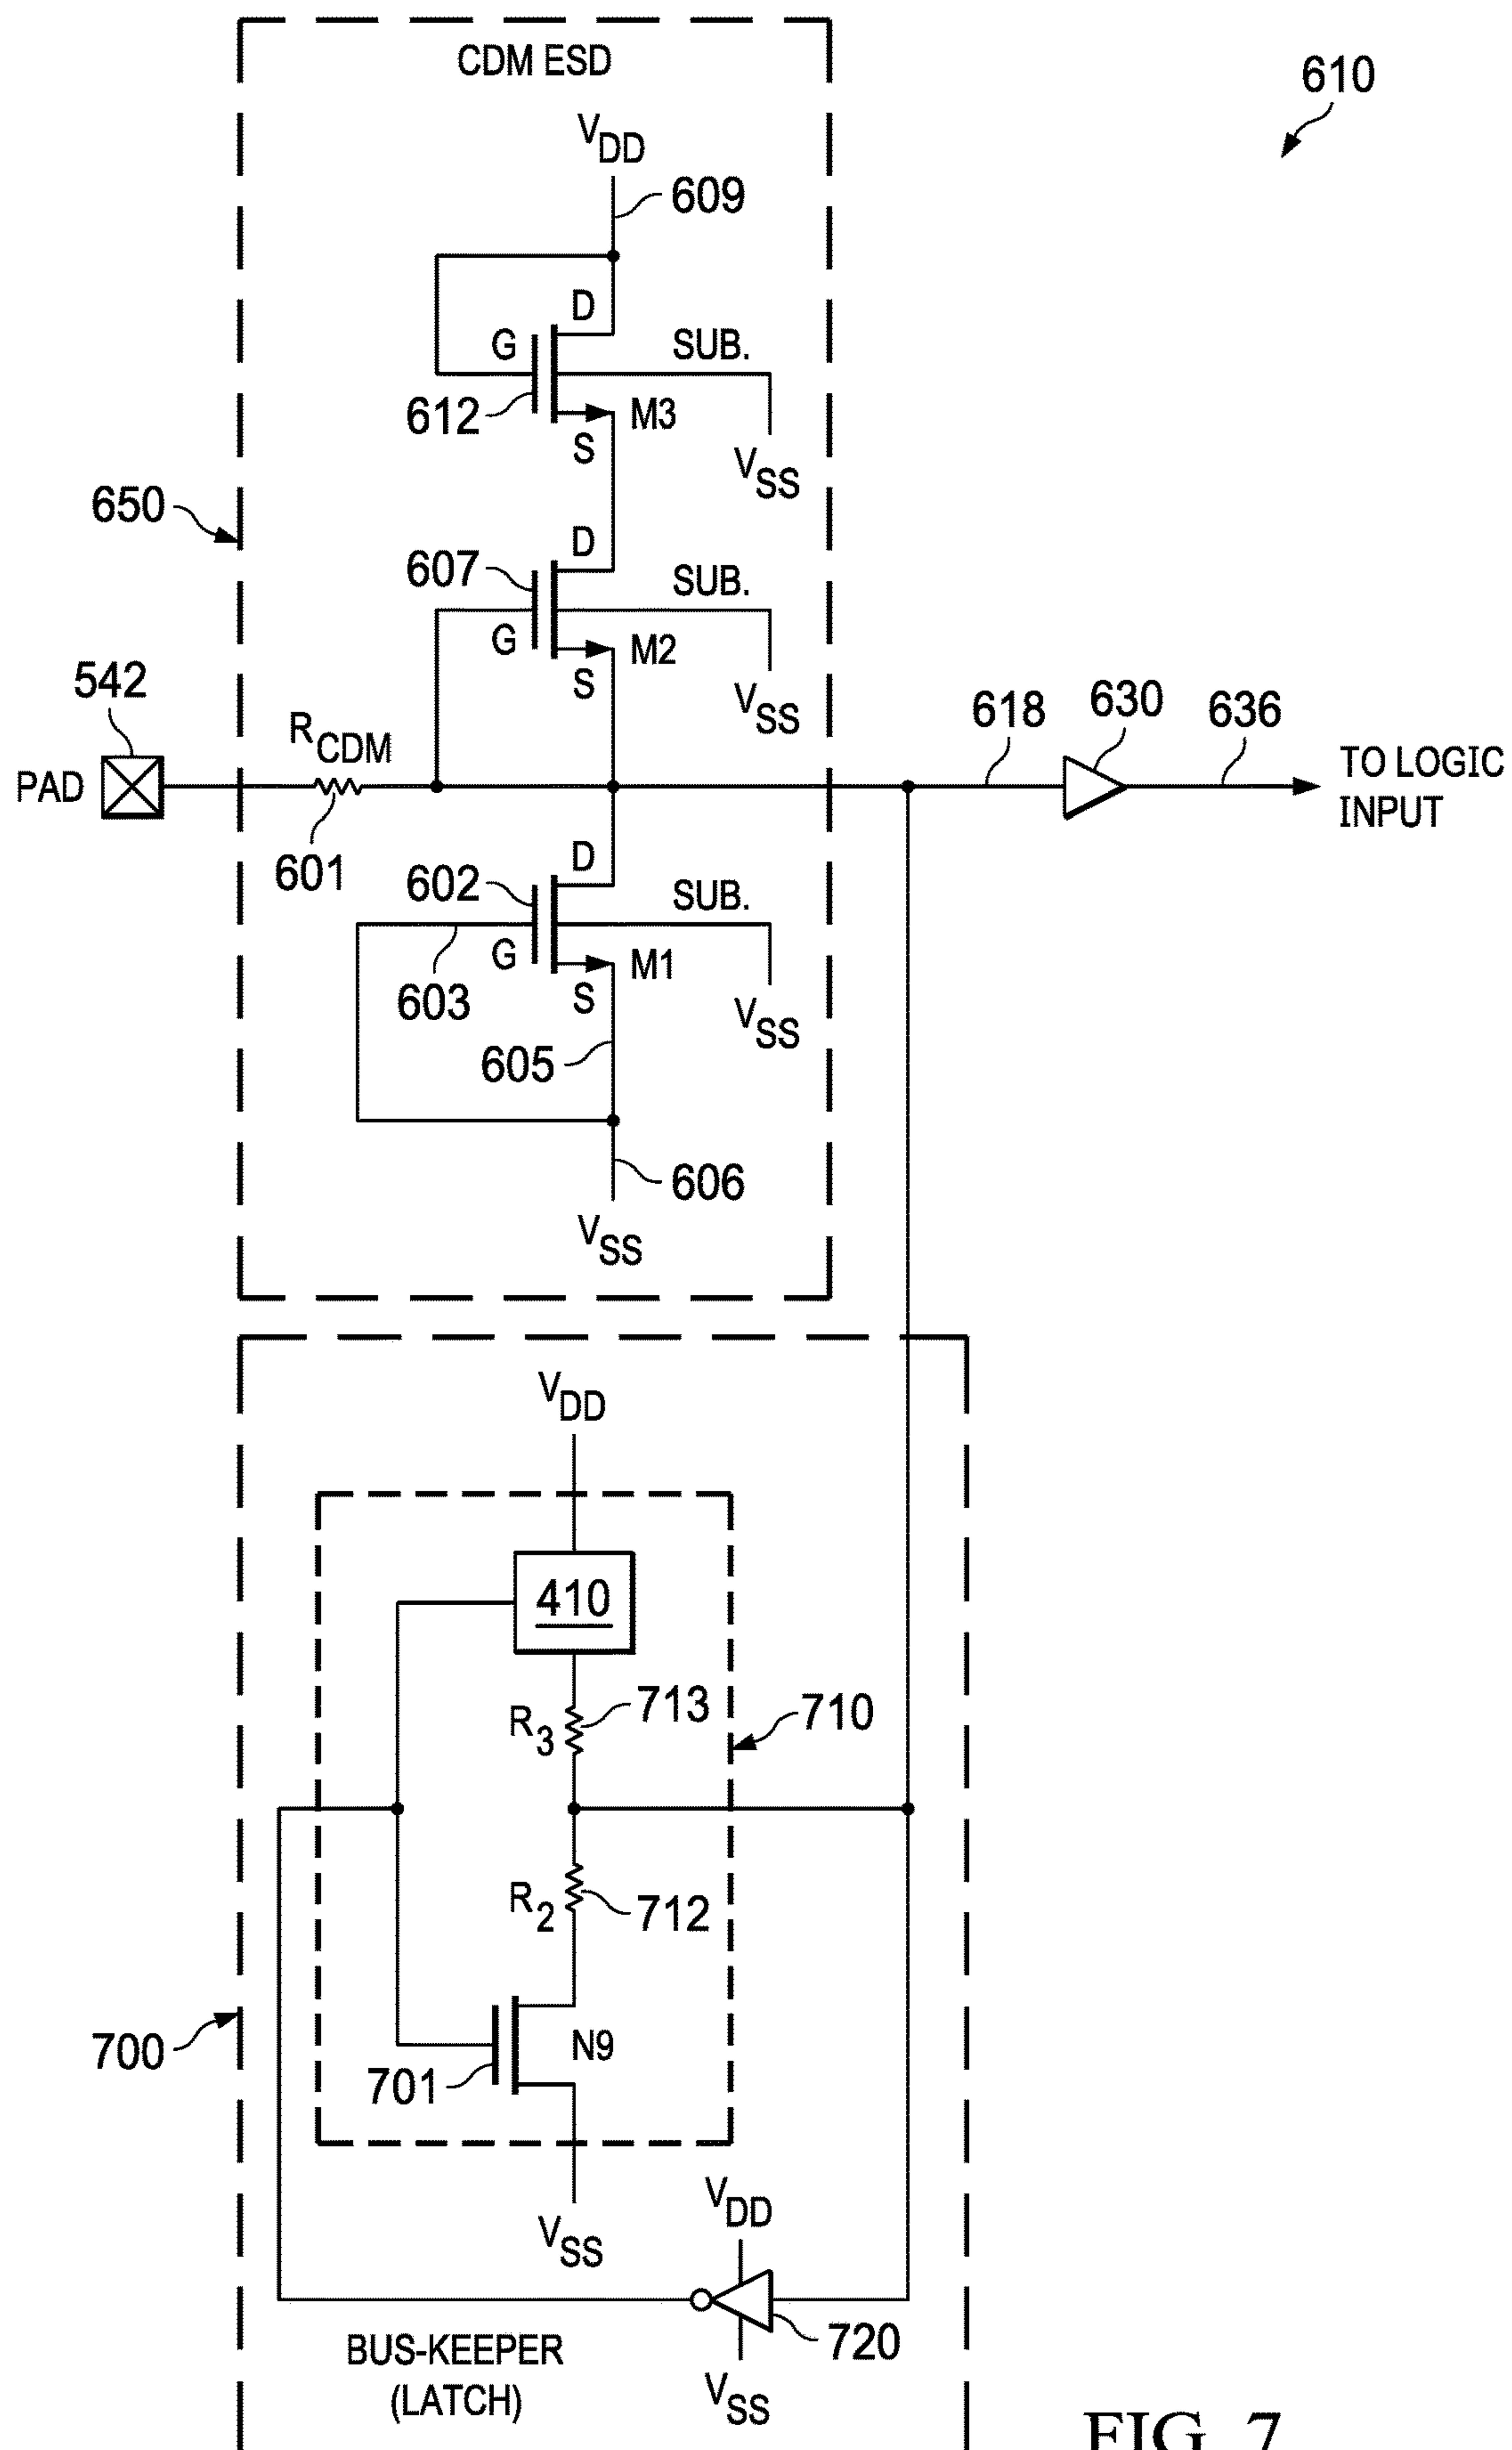 CDM ESD
610
VDD
609
D
G
SUB.
612
M3
S
VSS
650
D
607
SUB.
G
M2
S
VSS
542
RCDM
618
630
636
PAD
TO LOGIC
INPUT
601
D
602
SUB.
G
M1
603
S
VSS
605
606
VSS
VDD
410
R3
713
710
R2
712
700
N9
701
VDD
VSS
720
BUS-KEEPER
(LATCH)
VSS
FIG. 7